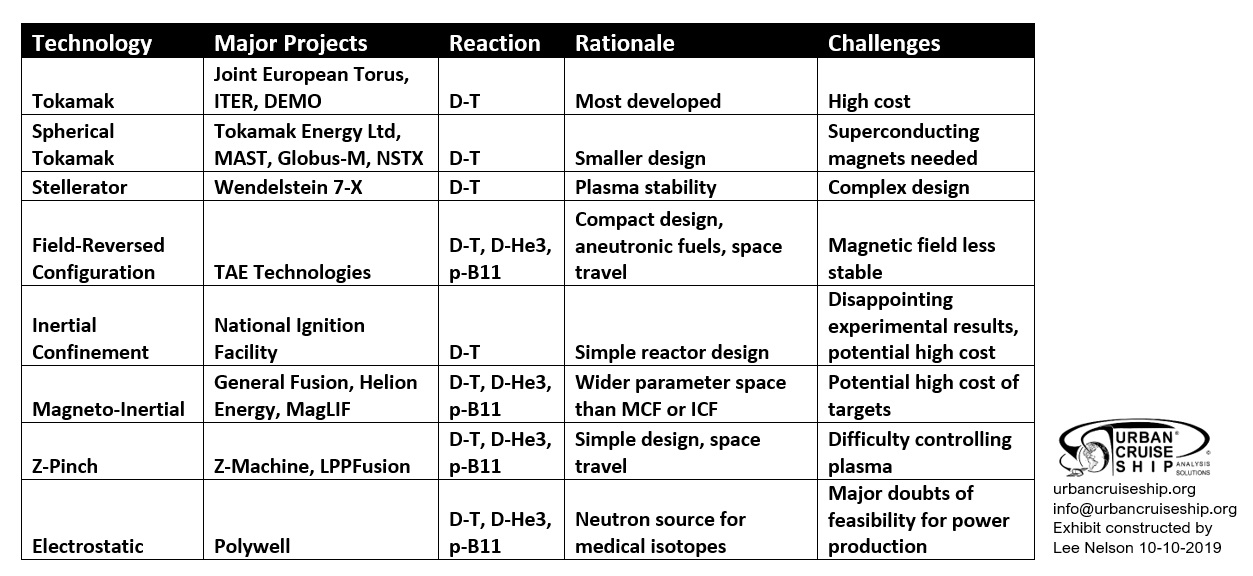 Technology Major Projects Reaction Rationale Challenges
Joint European Torus,
Tokamak ITER, DEMO D-T Most developed High cost
Spherical Tokamak Energy Ltd, Superconducting
Tokamak MAST, Globus-M, NSTX D-T Smaller design magnets needed
Stellerator Wendelstein 7-X D-T Plasma stability Complex design
Compact design,
Field-Reversed D-T, D-He3, aneutronic fuels, space Magnetic field less
Configuration TAE Technologies p-B11 travel stable
Disappointing
Inertial National Ignition experimental results,
Confinement Facility D-T Simple reactor design potential high cost
General Fusion, Helion D-T, D-He3, Wider parameter space Potential high cost of
Magneto-Inertial Energy, MagLIF p-B11 than MCF or ICF targets
D-T, D-He3, Simple design, space Difficulty controlling
Z-Pinch Z-Machine, LPPFusion p-B11 travel plasma
Major doubts of
D-T, D-He3, Neutron source for feasibility for power
Electrostatic Polywell p-B11 medical isotopes production
URBAN®
CRUISE ©
SHIP ANALYSIS
SOLUTIONS
urbancruiseship.org
info@urbancruiseship.org
Exhibit constructed by
Lee Nelson 10-10-2019